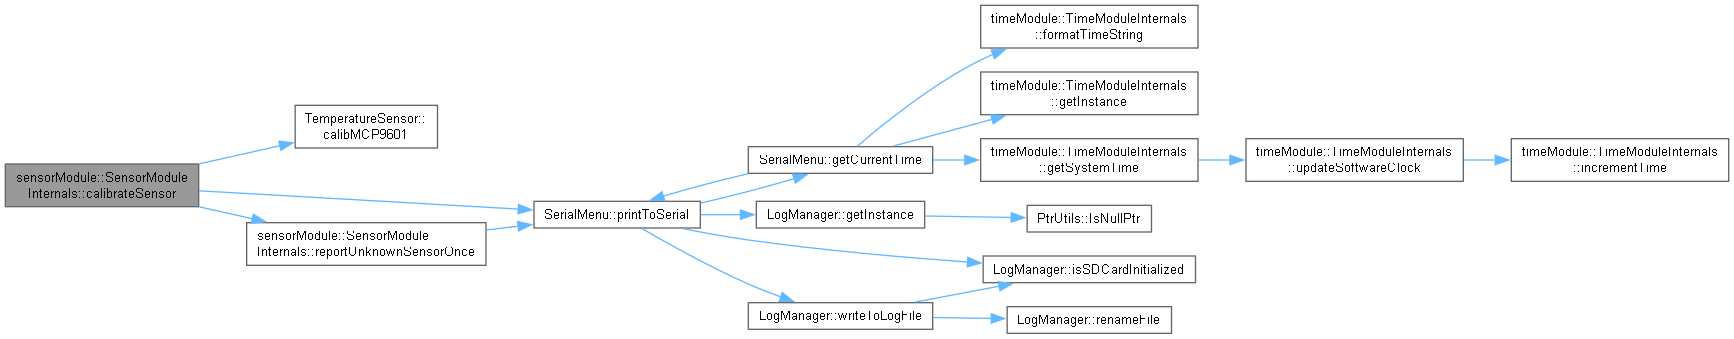 sensorModule::SensorModule
Internals::calibrateSensor
TemperatureSensor::
calibMCP9601
sensorModule::SensorModule
Internals::reportUnknownSensorOnce
SerialMenu::printToSerial
SerialMenu::getCurrentTime
LogManager::getInstance
LogManager::writeToLogFile
timeModule::TimeModuleInternals
::formatTimeString
timeModule::TimeModuleInternals
::getInstance
timeModule::TimeModuleInternals
::getSystemTime
PtrUtils::IsNullPtr
LogManager::isSDCardInitialized
LogManager::renameFile
timeModule::TimeModuleInternals
::updateSoftwareClock
timeModule::TimeModuleInternals
::incrementTime